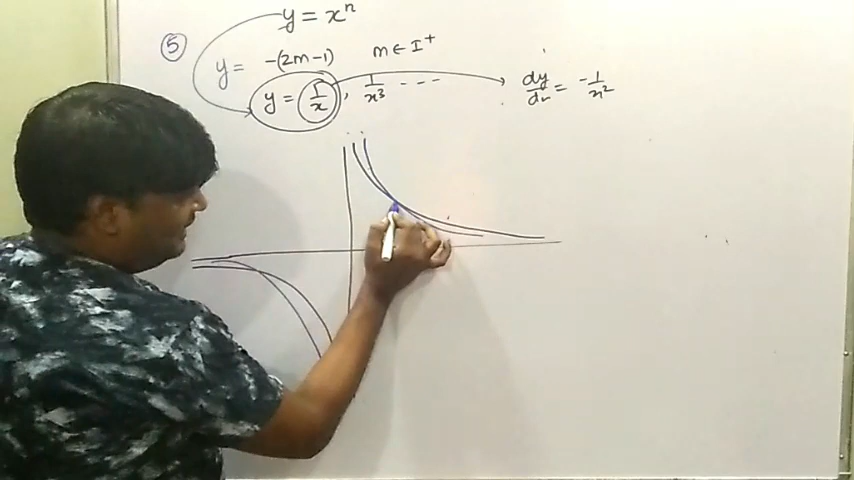 y = xⁿ
⑤ y = -(2m-1) m ∈ I⁺
y = 1/x, 1/x³ - - - dy/dx = -1/x²